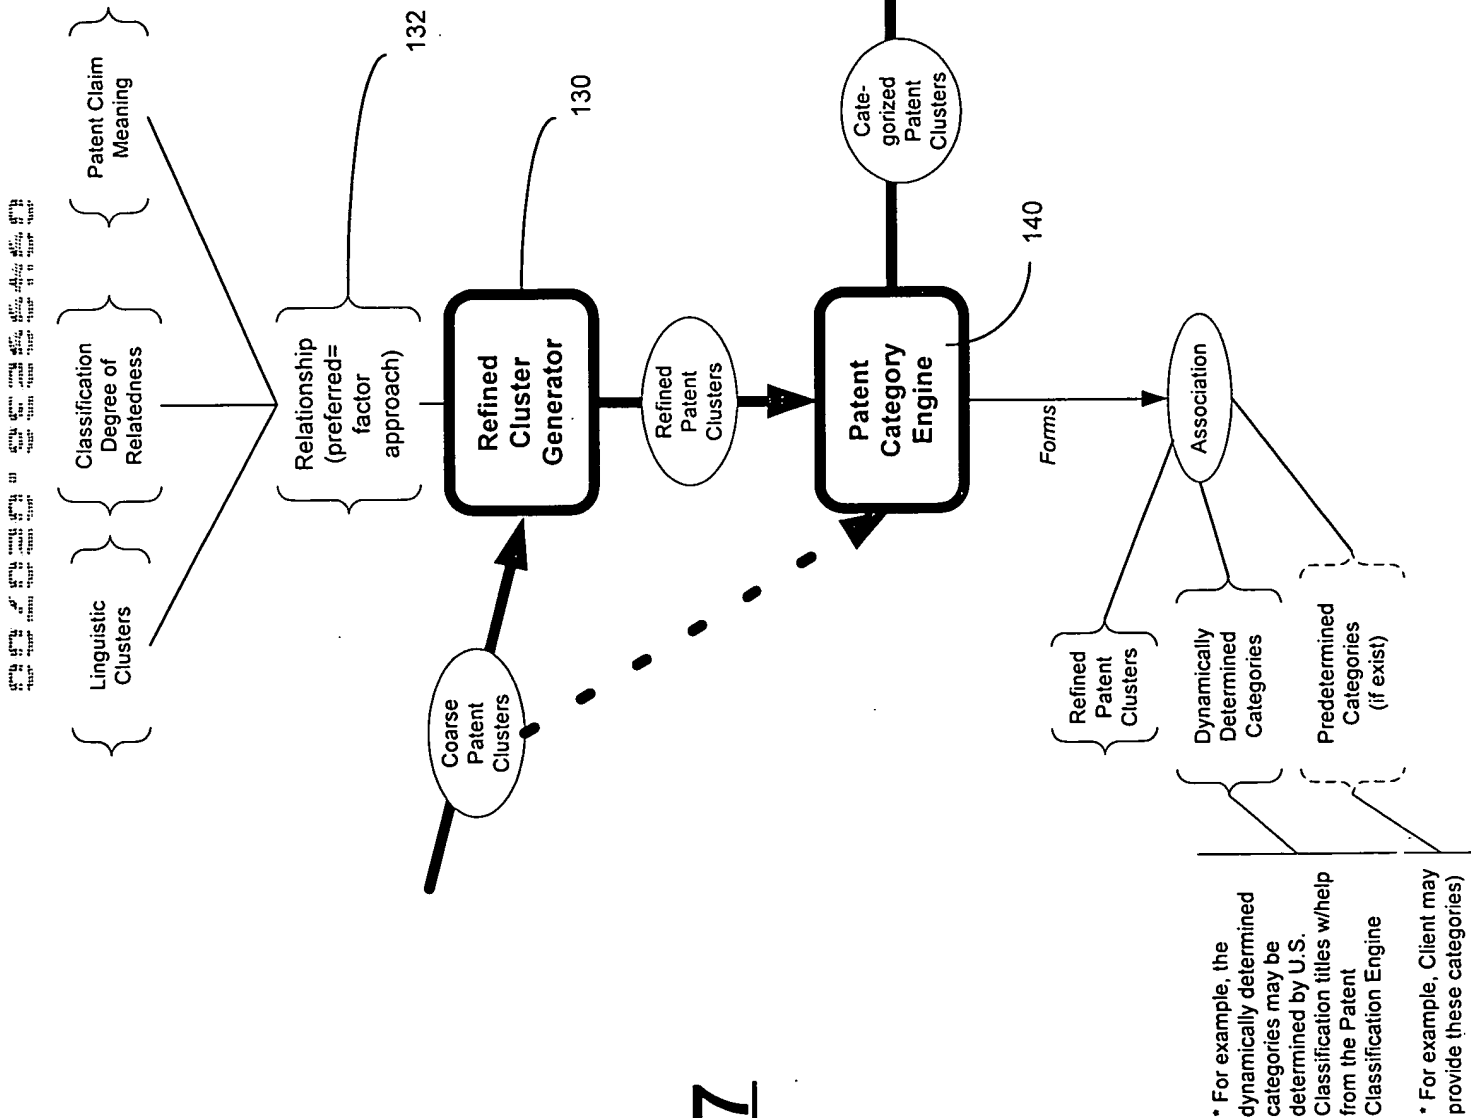 Linguistic
Clusters
Classification
Degree of
Relatedness
Patent Claim
Meaning
Relationship
(preferred=
factor
approach)
132
Refined
Cluster
Generator
130
Coarse
Patent
Clusters
Refined
Patent
Clusters
Patent
Category
Engine
140
Cate-
gorized
Patent
Clusters
Forms
Association
Refined
Patent
Clusters
Dynamically
Determined
Categories
Predetermined
Categories
(if exist)
* For example, the
dynamically determined
categories may be
determined by U.S.
Classification titles w/help
from the Patent
Classification Engine
* For example, Client may
provide these categories)
7